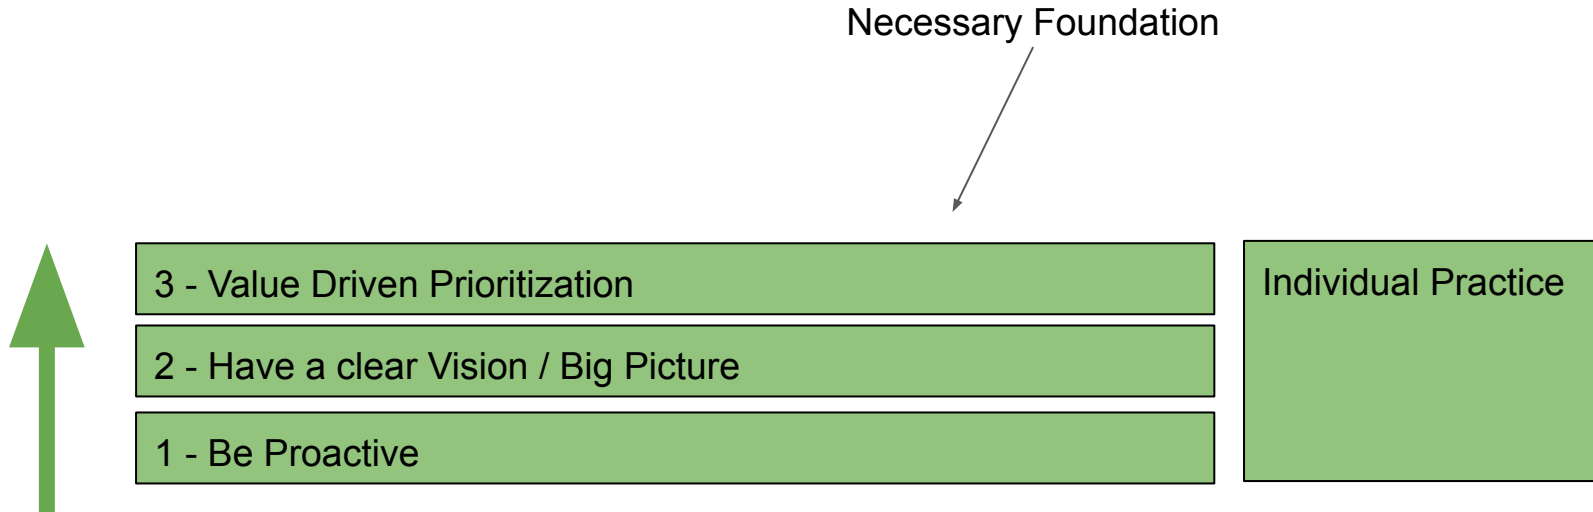 Necessary Foundation
3 - Value Driven Prioritization
Individual Practice
2 - Have a clear Vision / Big Picture
1 - Be Proactive